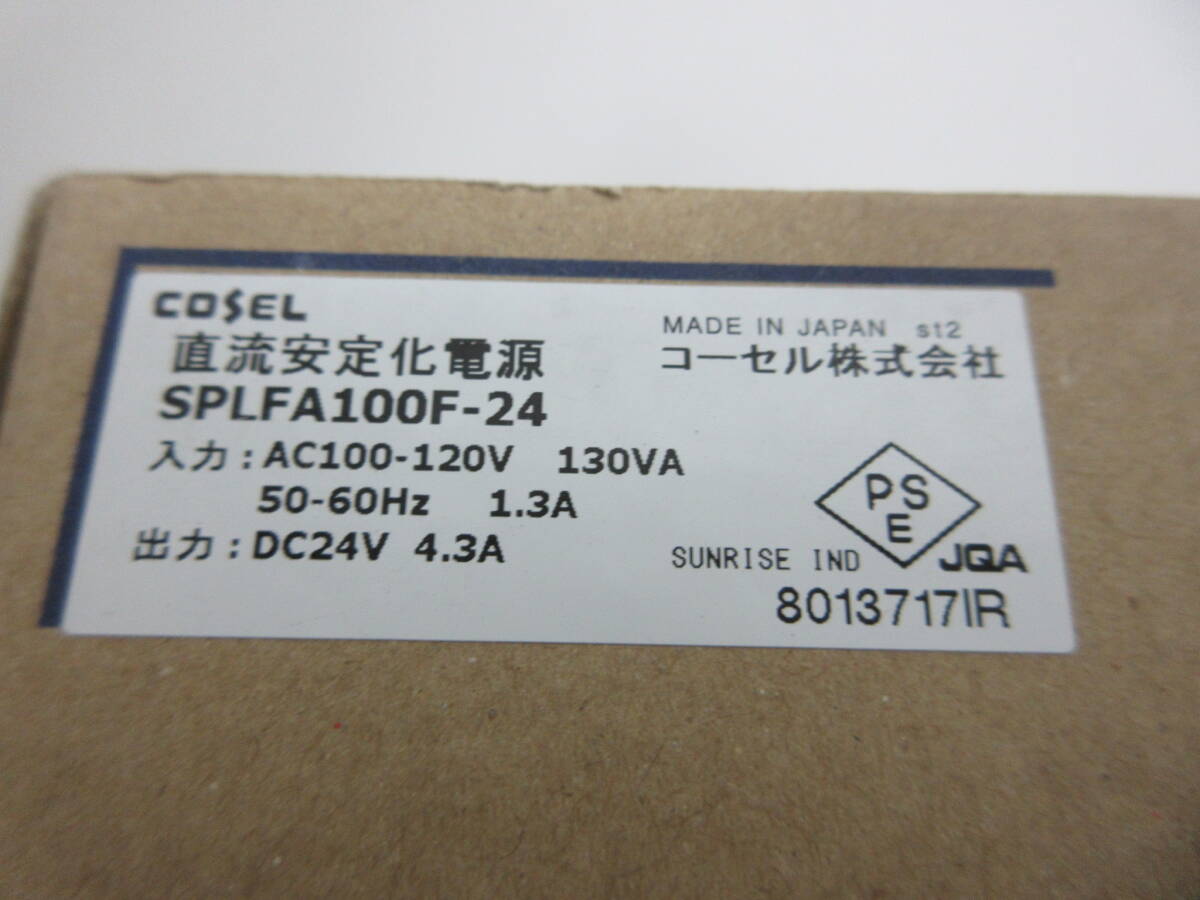 COSEL
直流安定化電源
SPLFA100F-24
入力：AC100-120V 130VA
50-60Hz 1.3A
出力：DC24V 4.3A
MADE IN JAPAN st2
コーセル株式会社
PSE
SUNRISE IND JQA
8013717IR